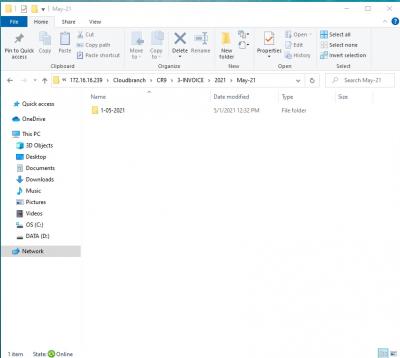 May-21
File Home Share View
Pin to Quick access Copy Paste Cut Copy path Paste shortcut Move to Copy to Delete Rename New folder Properties Open Edit History Select all Select none Invert selection
Clipboard Organize New Open Select
172.16.16.239 > Cloudbranch > CR9 > 3-INVOICE > 2021 > May-21 Search May-21
Name Date modified Type Size
Quick access
1-05-2021 5/1/2021 12:32 PM File folder
OneDrive
This PC
3D Objects
Desktop
Documents
Downloads
Music
Pictures
Videos
OS (C:)
DATA (D:)
Network
1 item State: Online